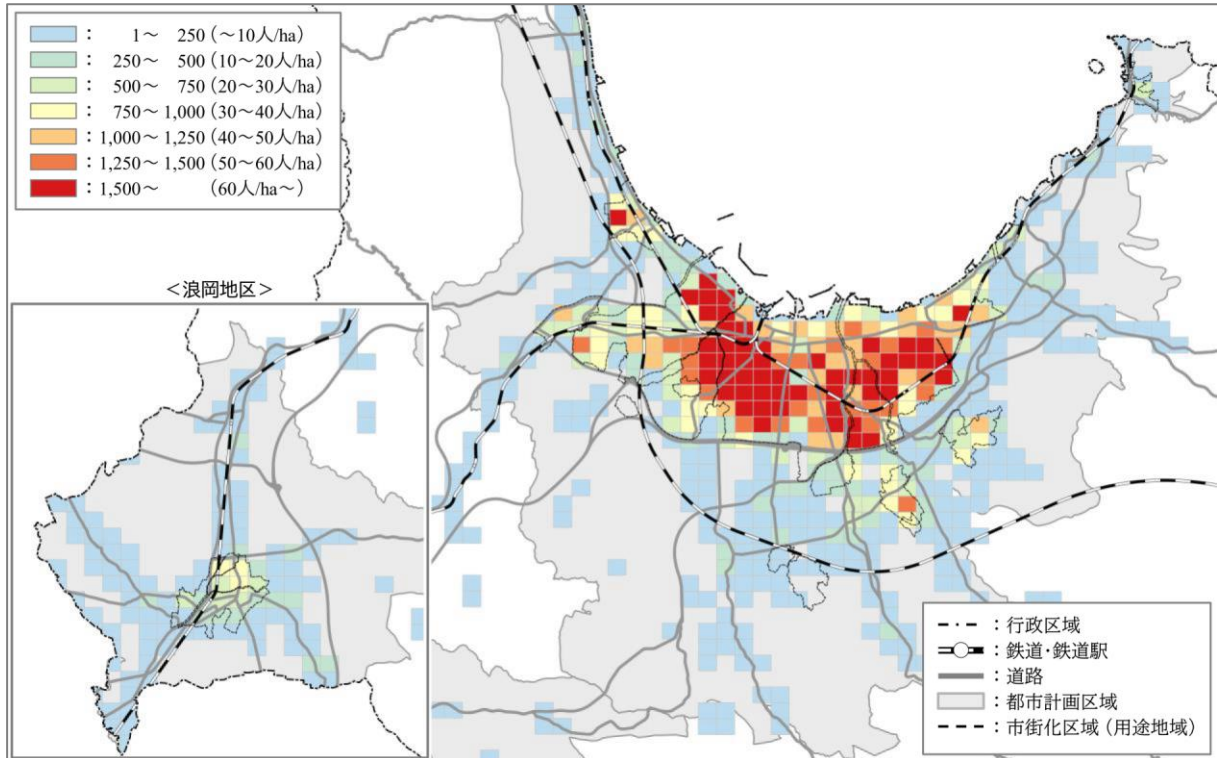 ： 1～ 250 （～10人/ha）
： 250～ 500 （10～20人/ha）
： 500～ 750 （20～30人/ha）
： 750～ 1,000 （30～40人/ha）
： 1,000～ 1,250 （40～50人/ha）
： 1,250～ 1,500 （50～60人/ha）
： 1,500～ （60人/ha～）
＜浪岡地区＞
：行政区域
：鉄道・鉄道駅
：道路
：都市計画区域
：市街化区域（用途地域）